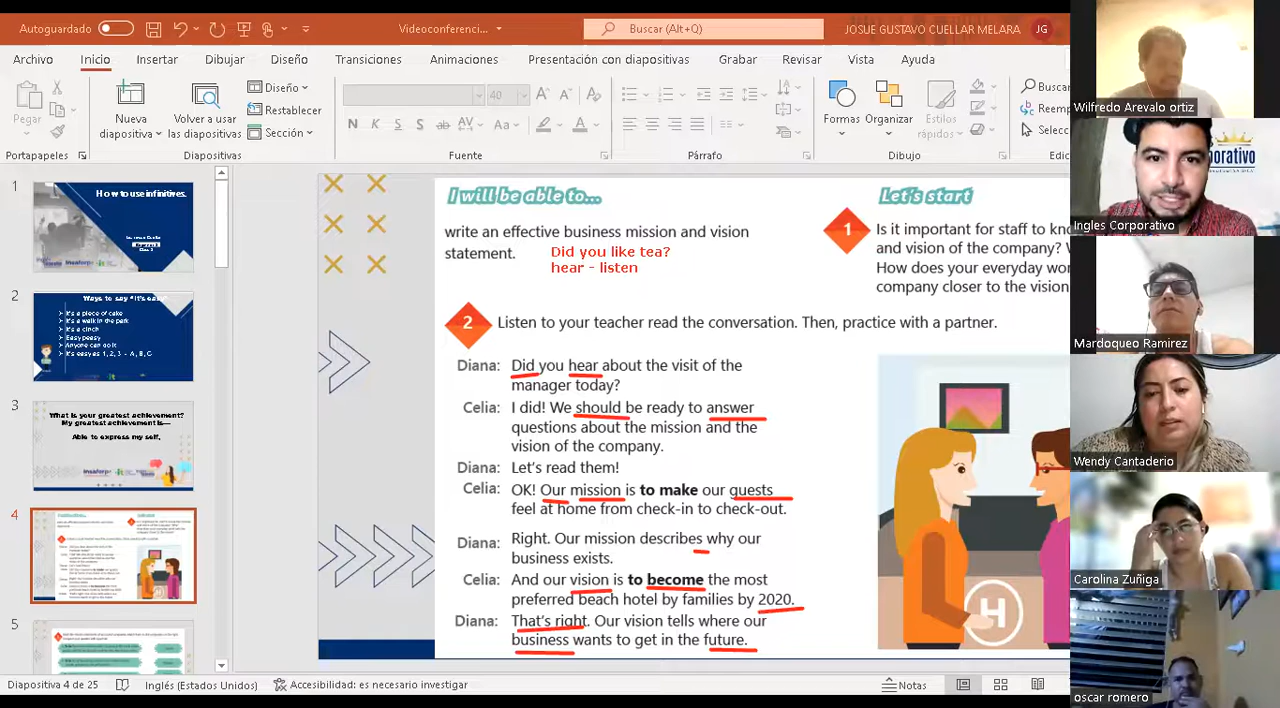 Autoguardado
Videoconferenci...
Buscar (Alt+Q)
JOSUE GUSTAVO CUELLAR MELARA
JG
Archivo
Inicio
Insertar
Dibujar
Diseño
Transiciones
Animaciones
Presentación con diapositivas
Grabar
Revisar
Vista
Ayuda
Pegar
Nueva
diapositiva
Volver a usar
las diapositivas
Diseño
Restablecer
Sección
40
Formas
Organizar
Estilos
rápidos
Portapapeles
Diapositivas
Fuente
Párrafo
Dibujo
1
How to use infinitives.
2
Ways to say "It's easy"
It's a piece of cake
It's a walk in the park
It's a cinch
Easy peasy
Anyone can do it
It's easy as 1, 2, 3 - A, B, C
3
What is your greatest achievement?
My greatest achievement is—
Able to express my self,
4
5
I will be able to...
write an effective business mission and vision
statement.
Did you like tea?
hear - listen
Let's start
1
Is it important for staff to kn
and vision of the company?
How does your everyday wor
company closer to the vision
2
Listen to your teacher read the conversation. Then, practice with a partner.
Diana: Did you hear about the visit of the
manager today?
Celia: I did! We should be ready to answer
questions about the mission and the
vision of the company.
Diana: Let's read them!
Celia: OK! Our mission is to make our guests
feel at home from check-in to check-out.
Diana: Right. Our mission describes why our
business exists.
Celia: And our vision is to become the most
preferred beach hotel by families by 2020.
Diana: That's right. Our vision tells where our
business wants to get in the future.
H
Wilfredo Arevalo ortiz
Ingles Corporativo
Mardoqueo Ramirez
Wendy Cantaderio
Carolina Zuñiga
oscar romero
Diapositiva 4 de 25
Inglés (Estados Unidos)
Accesibilidad: es necesario investigar
Notas